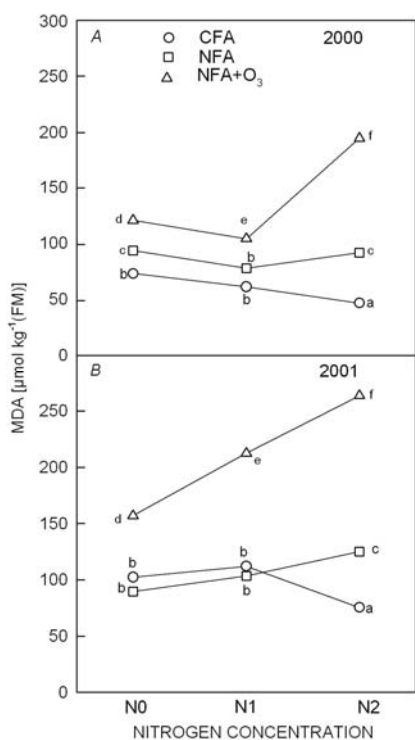 300
A
2000
CFA
NFA
NFA+O3
250
200
f
150
d
e
100
c
b
c
b
50
b
a
0
MDA [µmol kg-1(FM)]
B
2001
f
250
e
200
150
d
b
b
c
100
b
b
a
50
0
N0 N1 N2
NITROGEN CONCENTRATION